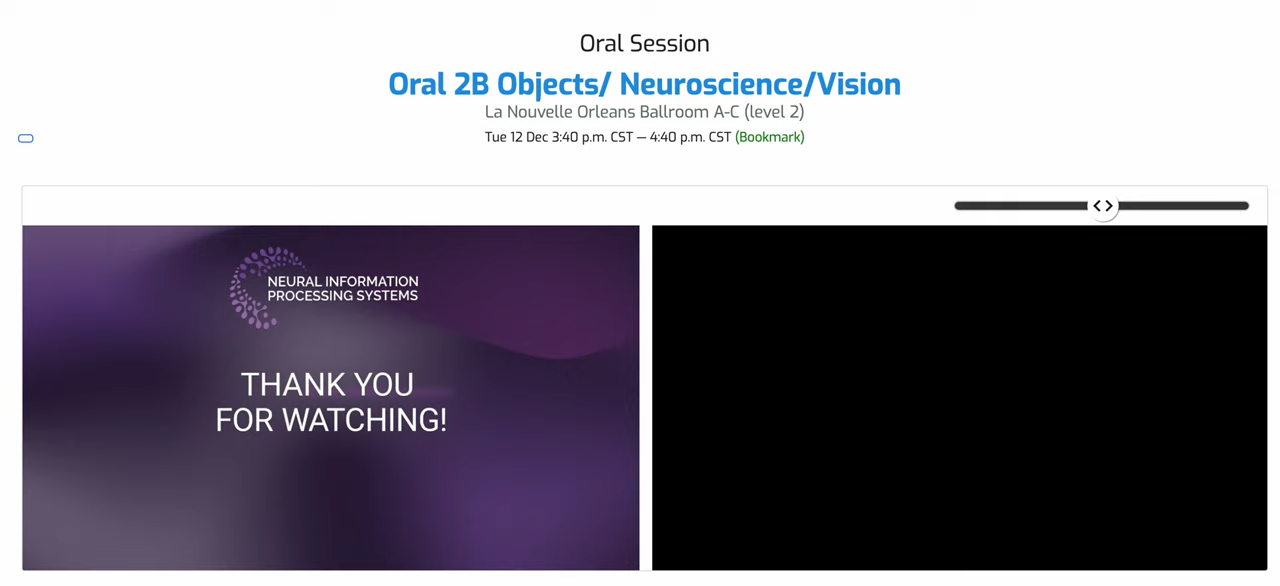 Oral Session
Oral 2B Objects/ Neuroscience/Vision
La Nouvelle Orleans Ballroom A-C (level 2)
Tue 12 Dec 3:40 p.m. CST — 4:40 p.m. CST (Bookmark)
NEURAL INFORMATION
PROCESSING SYSTEMS
THANK YOU
FOR WATCHING!